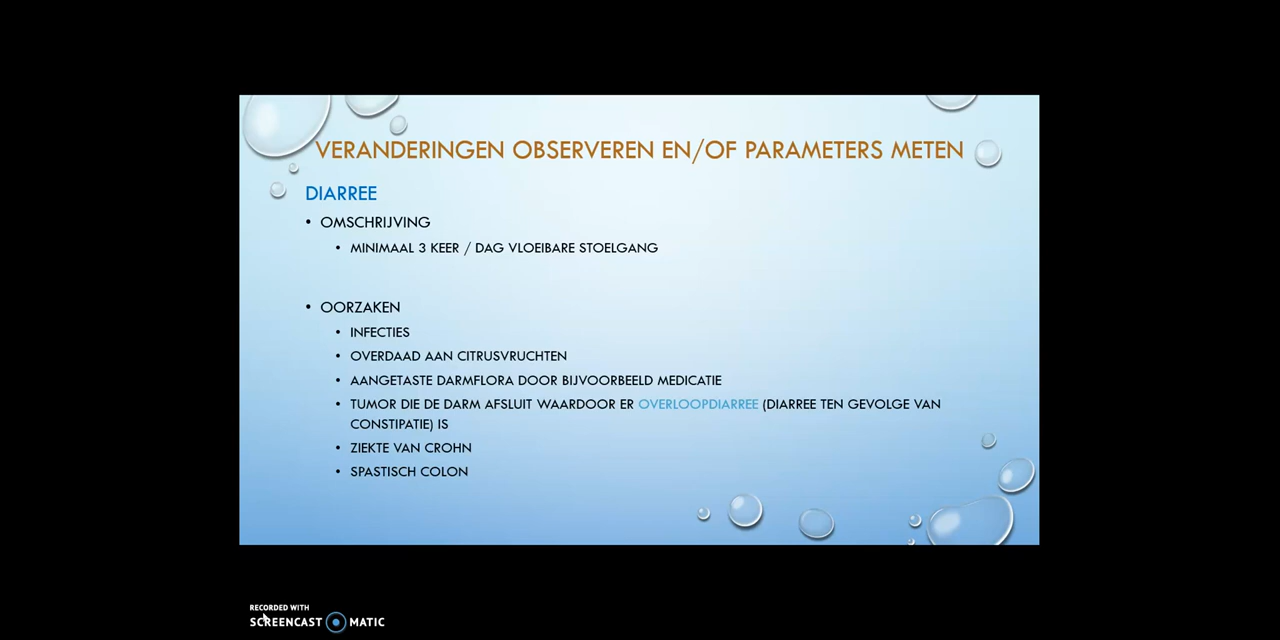 VERANDERINGEN OBSERVEREN EN/OF PARAMETERS METEN
DIARREE
• OMSCHRIJVING
• MINIMAAL 3 KEER / DAG VLOEIBARE STOELGANG
• OORZAKEN
• INFECTIES
• OVERDAAD AAN CITRUSVRUCHTEN
• AANGETASTE DARMFLORA DOOR BIJVOORBEELD MEDICATIE
• TUMOR DIE DE DARM AFSLUIT WAARDOOR ER OVERLOOPDIARREE (DIARREE TEN GEVOLGE VAN
CONSTIPATIE) IS
• ZIEKTE VAN CROHN
• SPASTISCH COLON
RECORDED WITH
SCREENCAST MATIC